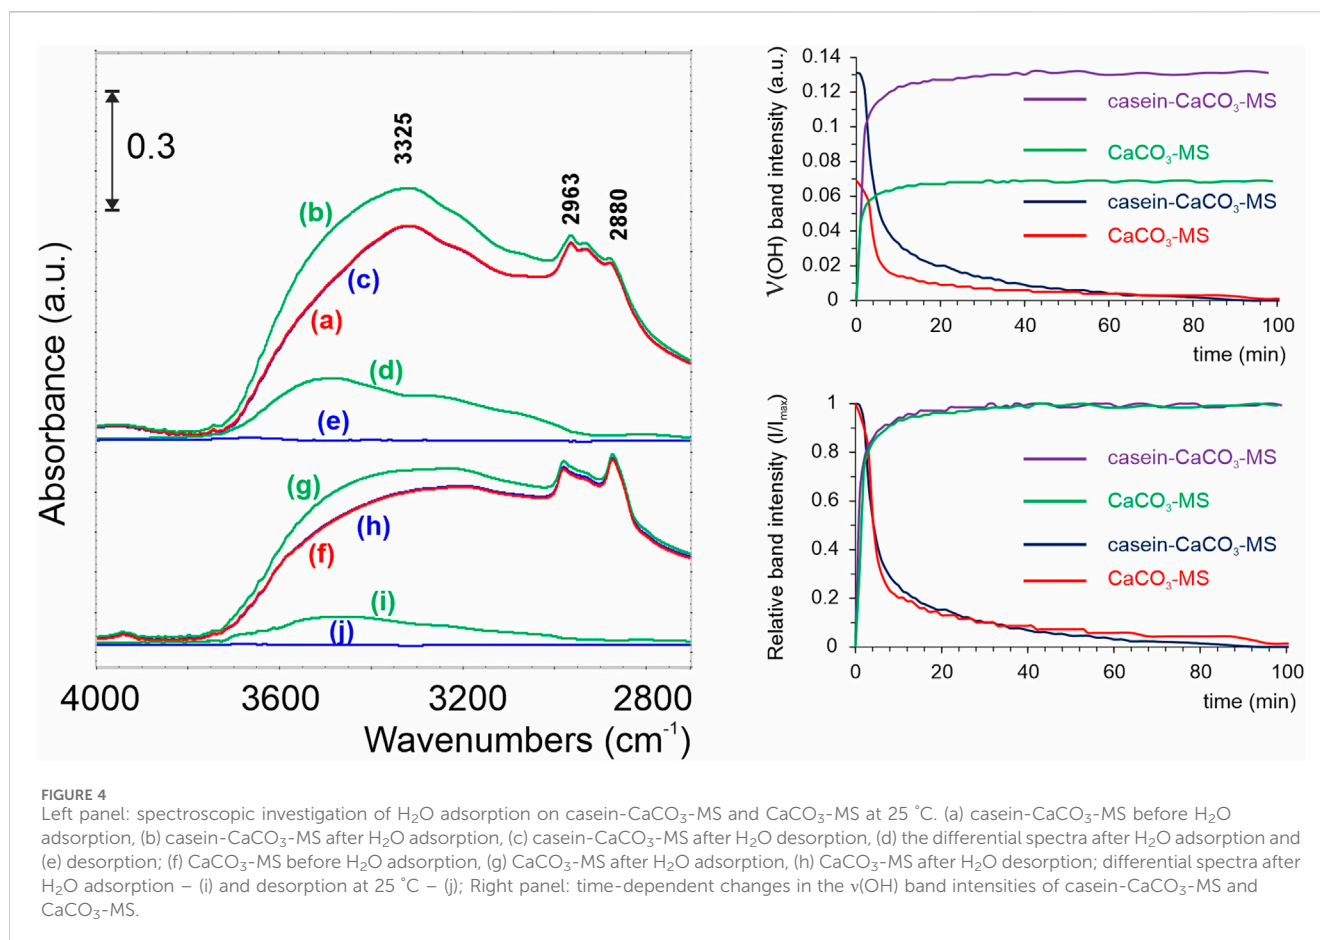 0.3
3325
2963
2880
(b)
(c)
(a)
(d)
(e)
(g)
(h)
(f)
(i)
(j)
Absorbance (a.u.)
4000 3600 3200 2800
Wavenumbers (cm⁻¹)
V(OH) band intensity (a.u.)
0.14
0.12
0.1
0.08
0.06
0.04
0.02
0
casein-CaCO₃-MS
CaCO₃-MS
casein-CaCO₃-MS
CaCO₃-MS
0 20 40 60 80 100
time (min)
Relative band intensity (I/Iₘₐₓ)
1
0.8
0.6
0.4
0.2
0
casein-CaCO₃-MS
CaCO₃-MS
casein-CaCO₃-MS
CaCO₃-MS
0 20 40 60 80 100
time (min)
FIGURE 4
Left panel: spectroscopic investigation of H₂O adsorption on casein-CaCO₃-MS and CaCO₃-MS at 25 ˚C. (a) casein-CaCO₃-MS before H₂O
adsorption, (b) casein-CaCO₃-MS after H₂O adsorption, (c) casein-CaCO₃-MS after H₂O desorption, (d) the differential spectra after H₂O adsorption and
(e) desorption; (f) CaCO₃-MS before H₂O adsorption, (g) CaCO₃-MS after H₂O adsorption, (h) CaCO₃-MS after H₂O desorption; differential spectra after
H₂O adsorption – (i) and desorption at 25 ˚C – (j); Right panel: time-dependent changes in the ν(OH) band intensities of casein-CaCO₃-MS and
CaCO₃-MS.